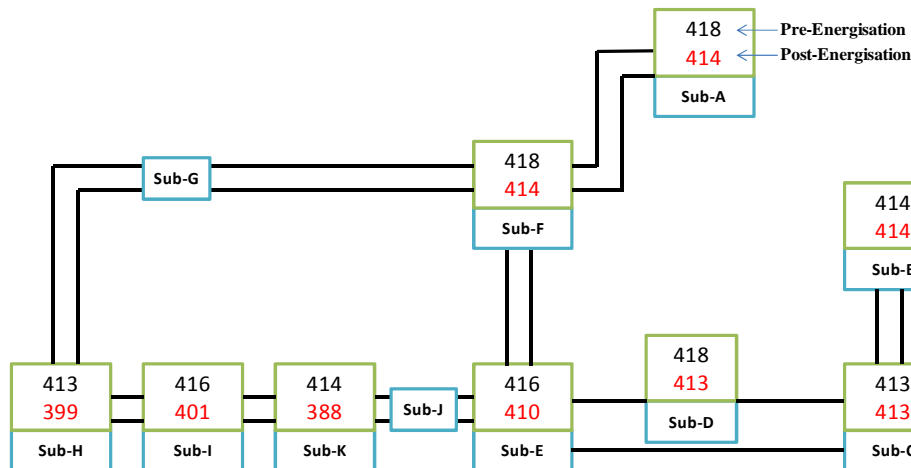 418
Pre-Energisation
414
Post-Energisation
Sub-A
418
Sub-G
414
Sub-F
414
414
413
416
414
416
418
413
399
401
388
Sub-J
410
413
413
Sub-D
Sub-H
Sub-I
Sub-K
Sub-E